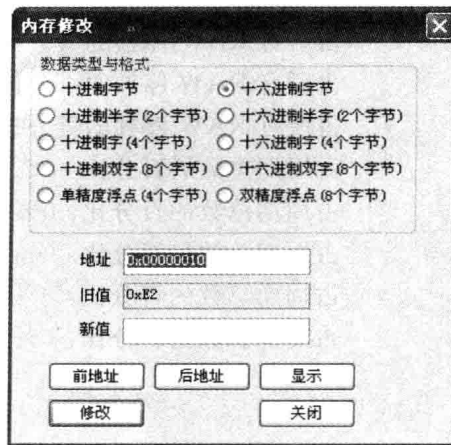 内存修改
数据类型与格式
十进制字节 十六进制字节
十进制半字(2个字节) 十六进制半字(2个字节)
十进制字(4个字节) 十六进制字(4个字节)
十进制双字(8个字节) 十六进制双字(8个字节)
单精度浮点(4个字节) 双精度浮点(8个字节)
地址 0x00000010
旧值 0xE2
新值
前地址 后地址 显示
修改 关闭